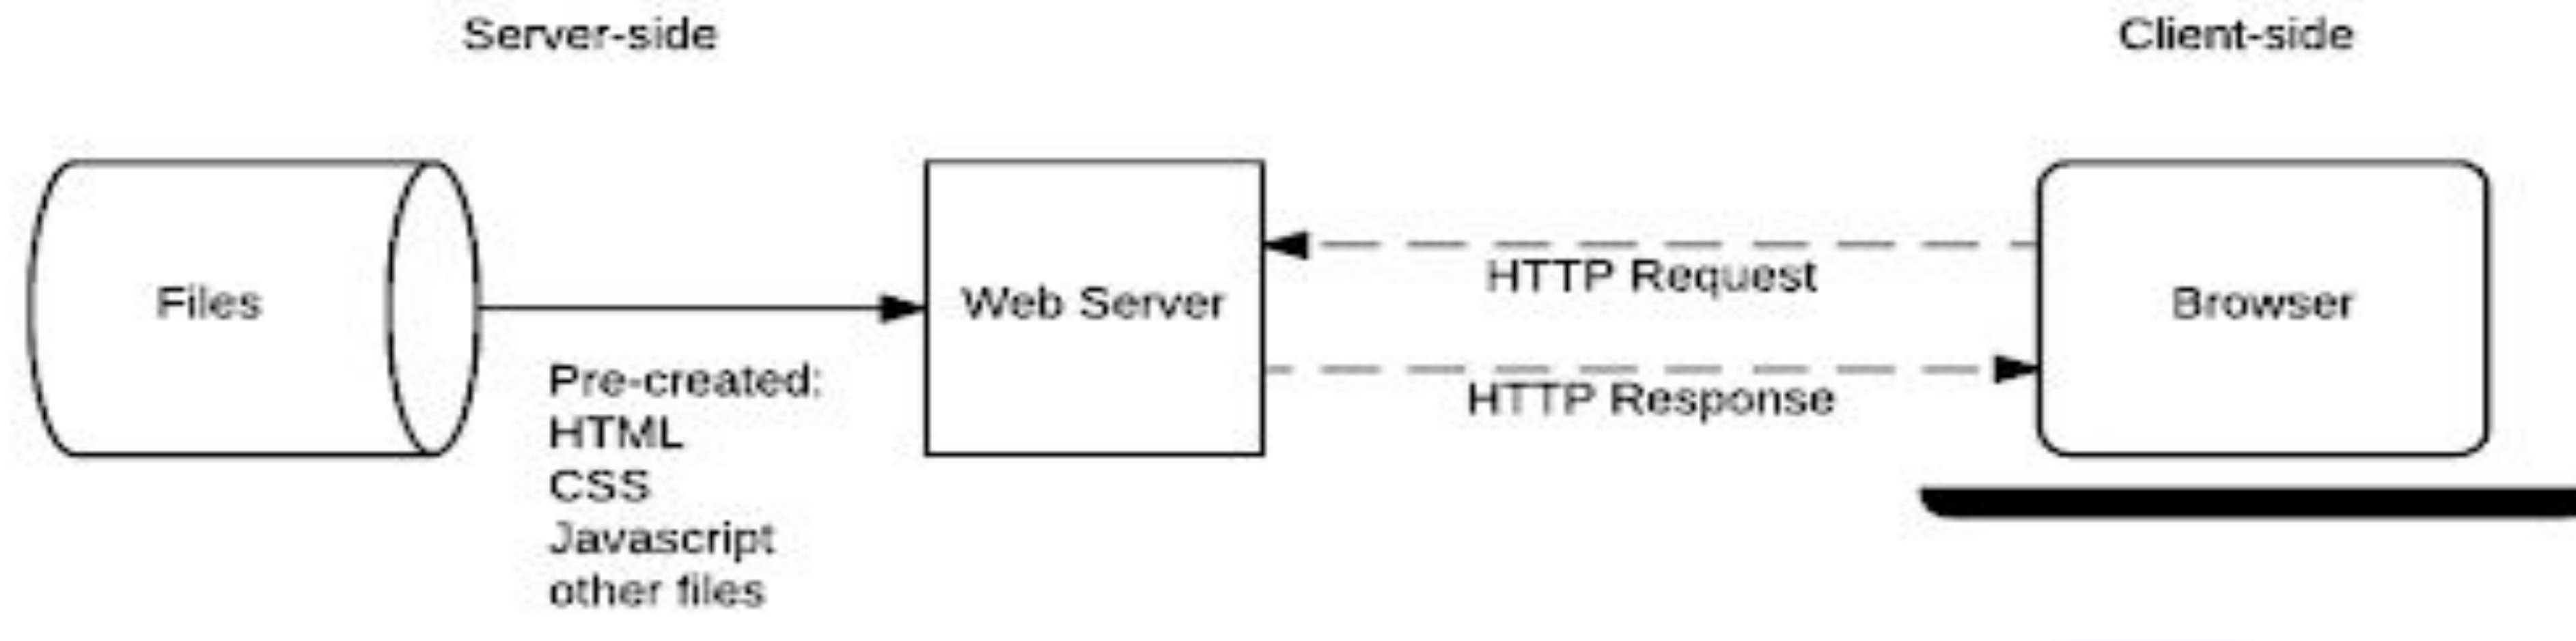 Server-side
Client-side
Files
Web Server
HTTP Request
Browser
HTTP Response
Pre-created:
HTML
CSS
Javascript
other files